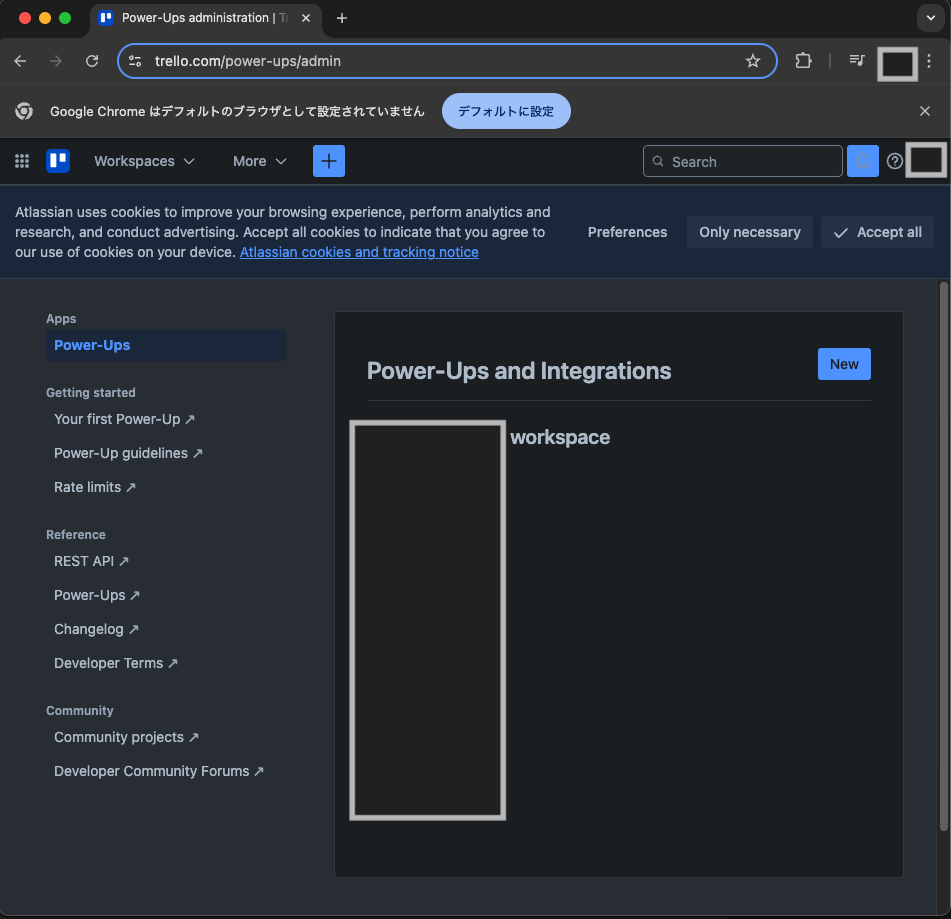 Power-Ups administration | Tr
trello.com/power-ups/admin
Google Chrome はデフォルトのブラウザとして設定されていません
デフォルトに設定
Workspaces
More
Search
Atlassian uses cookies to improve your browsing experience, perform analytics and
research, and conduct advertising. Accept all cookies to indicate that you agree to
our use of cookies on your device. Atlassian cookies and tracking notice
Preferences
Only necessary
Accept all
Apps
Power-Ups
Getting started
Your first Power-Up ↗
Power-Up guidelines ↗
Rate limits ↗
Reference
REST API ↗
Power-Ups ↗
Changelog ↗
Developer Terms ↗
Community
Community projects ↗
Developer Community Forums ↗
Power-Ups and Integrations
New
workspace